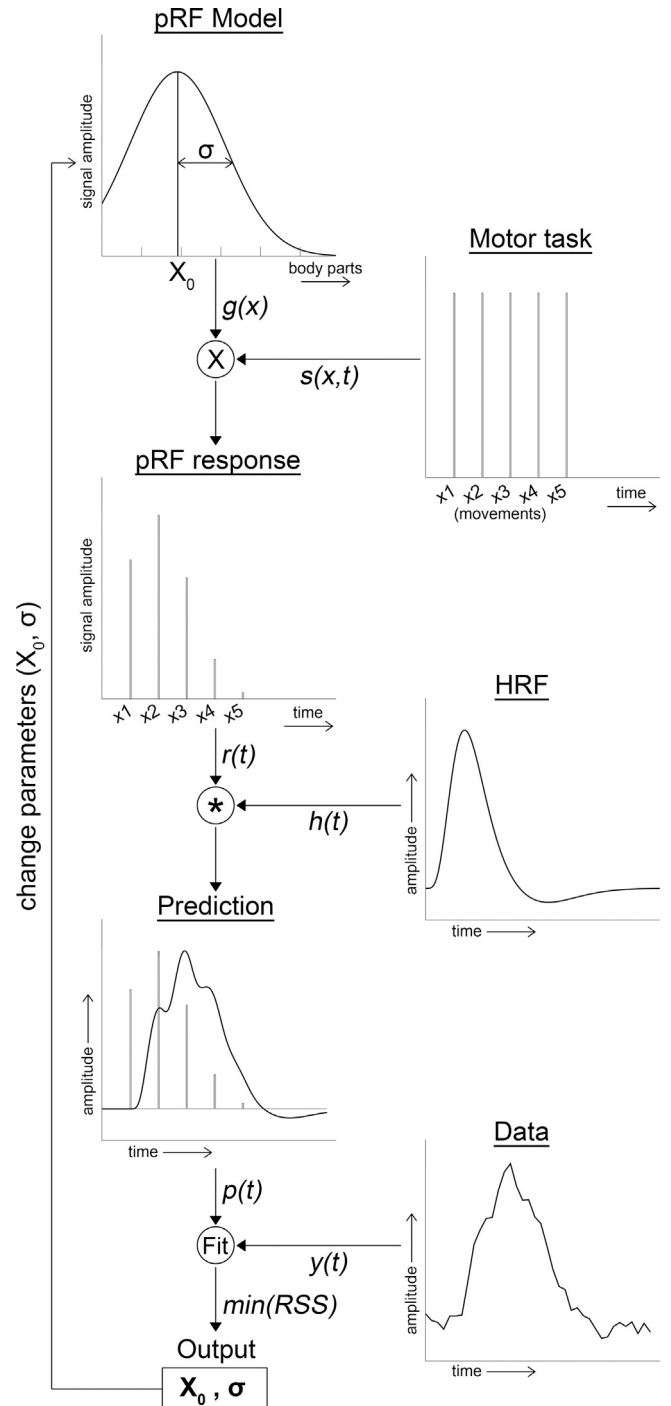 pRF Model
signal amplitude
σ
X₀
body parts
g(x)
X
Motor task
s(x,t)
x1 x2 x3 x4 x5
(movements)
time
pRF response
signal amplitude
x1 x2 x3 x4 x5
time
r(t)
*
HRF
h(t)
amplitude
time
change parameters (X₀, σ)
Prediction
amplitude
time
p(t)
Fit
Data
y(t)
amplitude
time
min(RSS)
Output
X₀ , σ